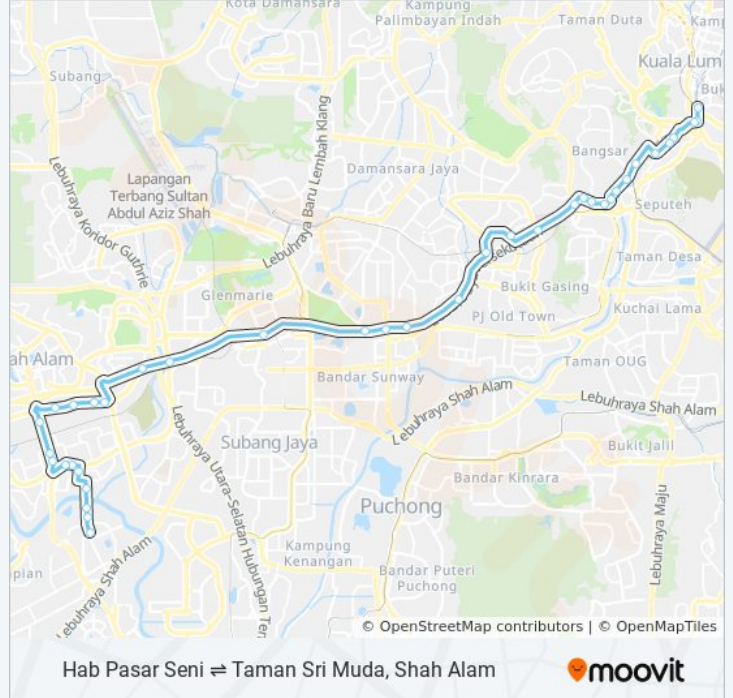 Kota Damansara
Kampung
Palimbayan Indah
Taman Duta
Kamp
Kuala Lum
Buk
Subang
Bangsar
Lebuhraya Baru Lembah Klang
Damansara Jaya
Lapangan
Terbang Sultan
Abdul Aziz Shah
Lebuhraya Koridor Guthrie
Seputeh
Taman Desa
Bukit Gasing
Glenmarie
Kuchai Lama
PJ Old Town
ah Alam
Taman OUG
Bandar Sunway
Lebuhraya Shah Alam
Lebuhraya Shah Alam
Subang Jaya
Bukit Jalil
Lebuhraya Utara–Selatan Hubungan Ter
Bandar Kinrara
Puchong
Lebuhraya Maju
Kampung
Kenangan
Lebuhraya Shah Alam
pian
Bandar Puteri
Puchong
© OpenStreetMap contributors | © OpenMapTiles
Hab Pasar Seni ⇌ Taman Sri Muda, Shah Alam
moovit